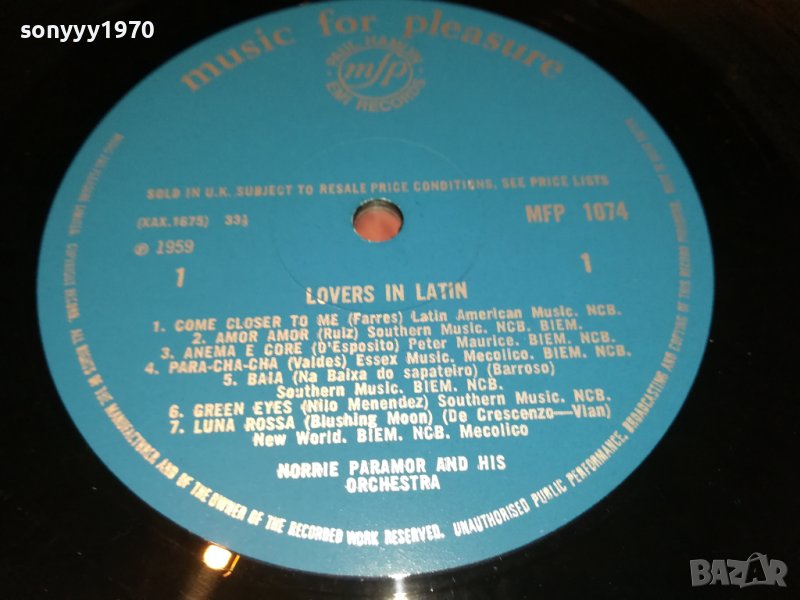 sonyyy1970
music for pleasure
PAUL HAMLYN
mfp
EMI RECORDS
SOLD IN U.K. SUBJECT TO RESALE PRICE CONDITIONS, SEE PRICE LISTS
(XAX.1675) 33⅓
MFP 1074
℗ 1959
1
1
LOVERS IN LATIN
1. COME CLOSER TO ME (Farres) Latin American Music. NCB.
2. AMOR AMOR (Ruiz) Southern Music. NCB. BIEM.
3. ANEMA E CORE (D'Esposito) Peter Maurice. BIEM.
4. PARA-CHA-CHA (Valdes) Essex Music. Mecolico. BIEM. NCB.
5. BAIA (Na Baixa do sapateiro) (Barroso)
Southern Music. BIEM. NCB.
6. GREEN EYES (Nilo Menendez) Southern Music. NCB.
7. LUNA ROSSA (Blushing Moon) (De Crescenzo—Vian)
New World. BIEM. NCB. Mecolico
NORRIE PARAMOR AND HIS
ORCHESTRA
ALL RIGHTS OF THE MANUFACTURER AND OF THE OWNER OF THE RECORDED WORK RESERVED. UNAUTHORISED PUBLIC PERFORMANCE, BROADCASTING AND COPYING OF THIS RECORD PROHIBITED.
BAZAR